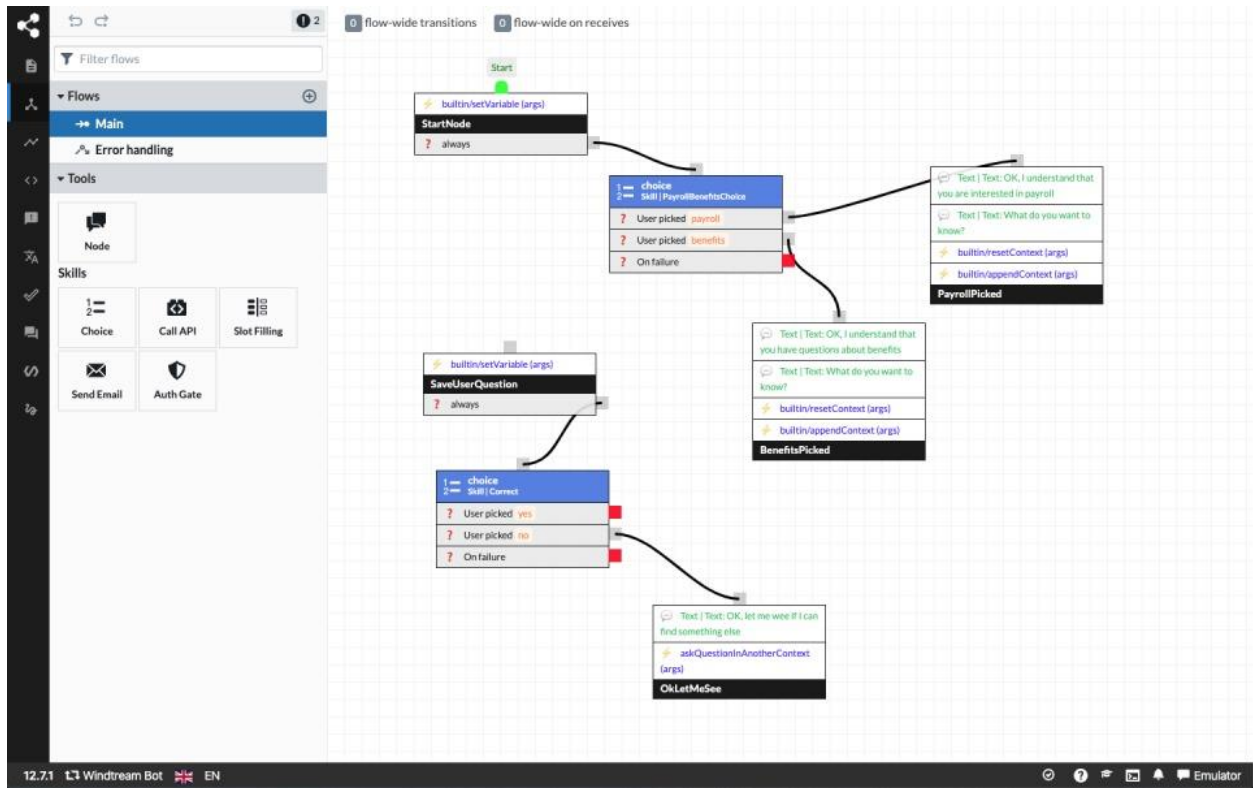 2
0 flow-wide transitions 0 flow-wide on receives
Filter flows
Flows
Main
Error handling
Tools
Node
Skills
Choice Call API Slot Filling
Send Email Auth Gate
Start
builtin/setVariable (args)
StartNode
? always
1 2 choice
Skill | PayrollBenefitsChoice
? User picked payroll
? User picked benefits
? On failure
Text | Text: OK, I understand that
you are interested in payroll
Text | Text: What do you want to
know?
builtin/resetContext (args)
builtin/appendContext (args)
PayrollPicked
Text | Text: OK, I understand that
you have questions about benefits
Text | Text: What do you want to
know?
builtin/resetContext (args)
builtin/appendContext (args)
BenefitsPicked
builtin/setVariable (args)
SaveUserQuestion
? always
1 2 choice
Skill | Correct
? User picked yes
? User picked no
? On failure
Text | Text: OK, let me wee if I can
find something else
askQuestionInAnotherContext
(args)
OkLetMeSee
12.7.1 Windtream Bot EN Emulator